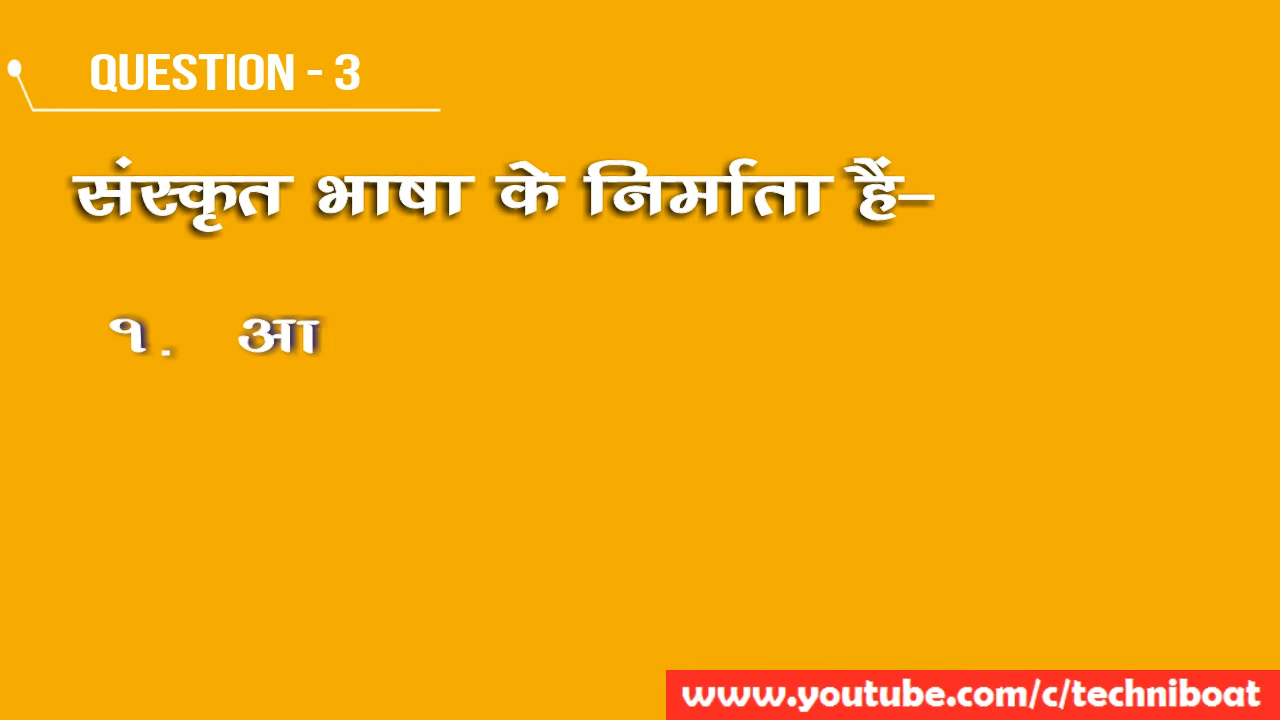 QUESTION - 3
संस्कृत भाषा के निर्माता हैं–
१. आ
www.youtube.com/c/techniboat